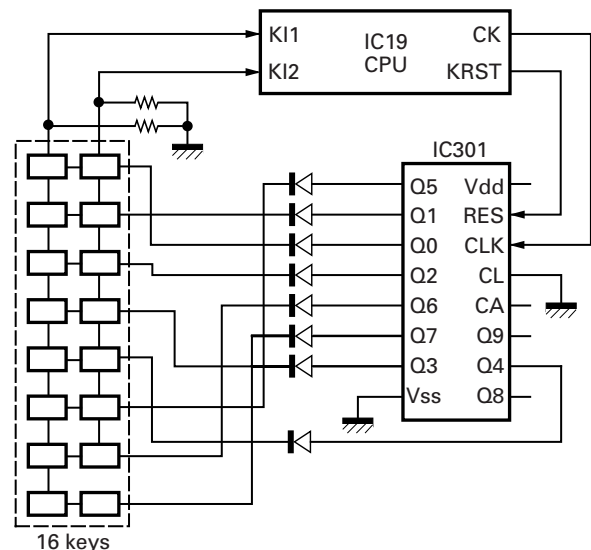 KI1
IC19
CPU
CK
KI2
KRST
IC301
Q5
Vdd
Q1
RES
Q0
CLK
Q2
CL
Q6
CA
Q7
Q9
Q3
Q4
Vss
Q8
16 keys